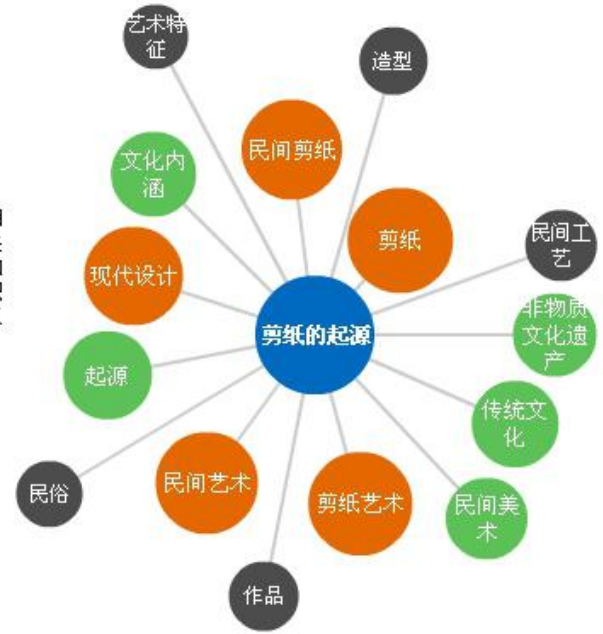 艺术特
征
造型
民间剪纸
文化内
涵
剪纸
民间工
艺
现代设计
非物质
文化遗
产
剪纸的起源
起源
传统文
化
民间艺术
民俗
剪纸艺术
民间美
术
作品